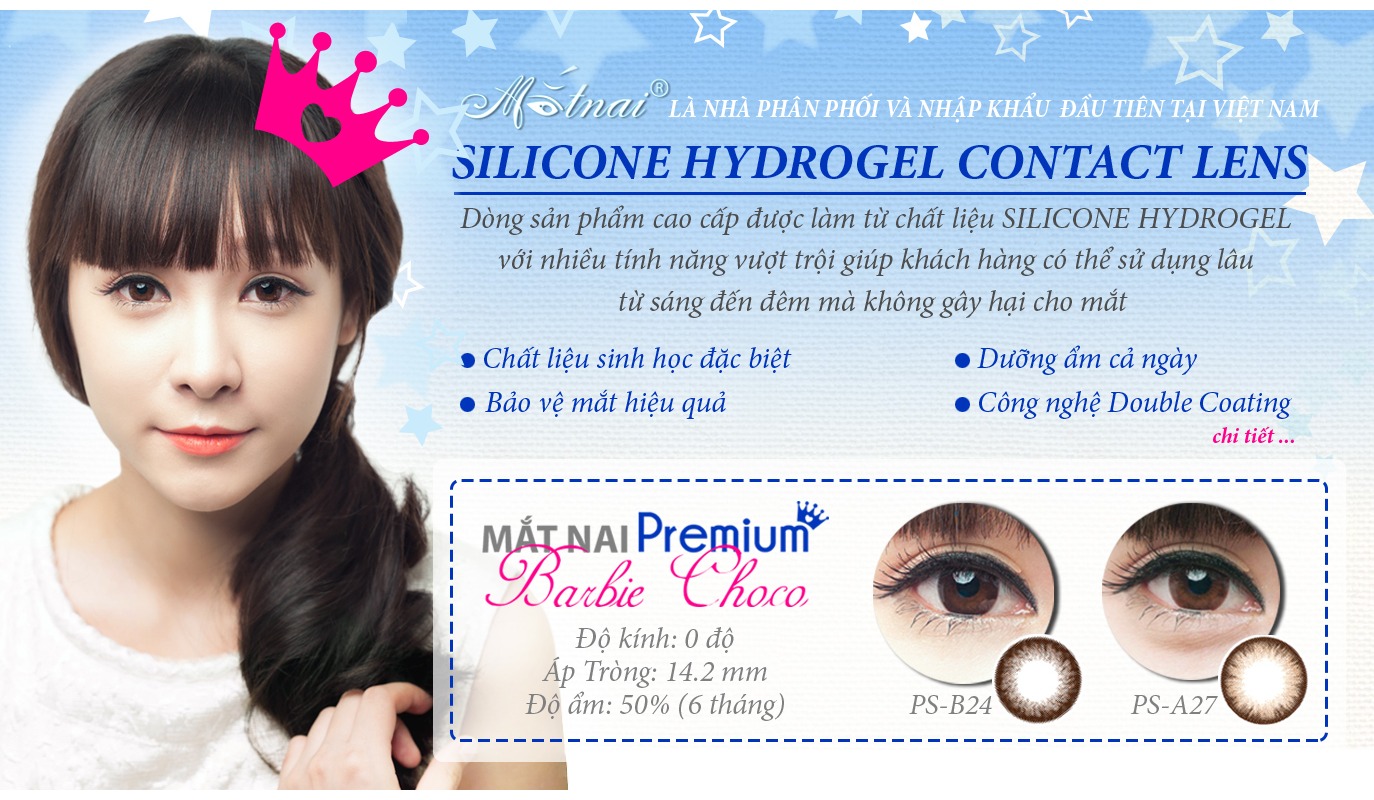 Mắtnai® LÀ NHÀ PHÂN PHỐI VÀ NHẬP KHẨU ĐẦU TIÊN TẠI VIỆT NAM
SILICONE HYDROGEL CONTACT LENS
Dòng sản phẩm cao cấp được làm từ chất liệu SILICONE HYDROGEL
với nhiều tính năng vượt trội giúp khách hàng có thể sử dụng lâu
từ sáng đến đêm mà không gây hại cho mắt
• Chất liệu sinh học đặc biệt
• Dưỡng ẩm cả ngày
• Bảo vệ mắt hiệu quả
• Công nghệ Double Coating
chi tiết ...
MẮT NAI Premium
Barbie Choco
Độ kính: 0 độ
Áp Tròng: 14.2 mm
Độ ẩm: 50% (6 tháng)
PS-B24
PS-A27